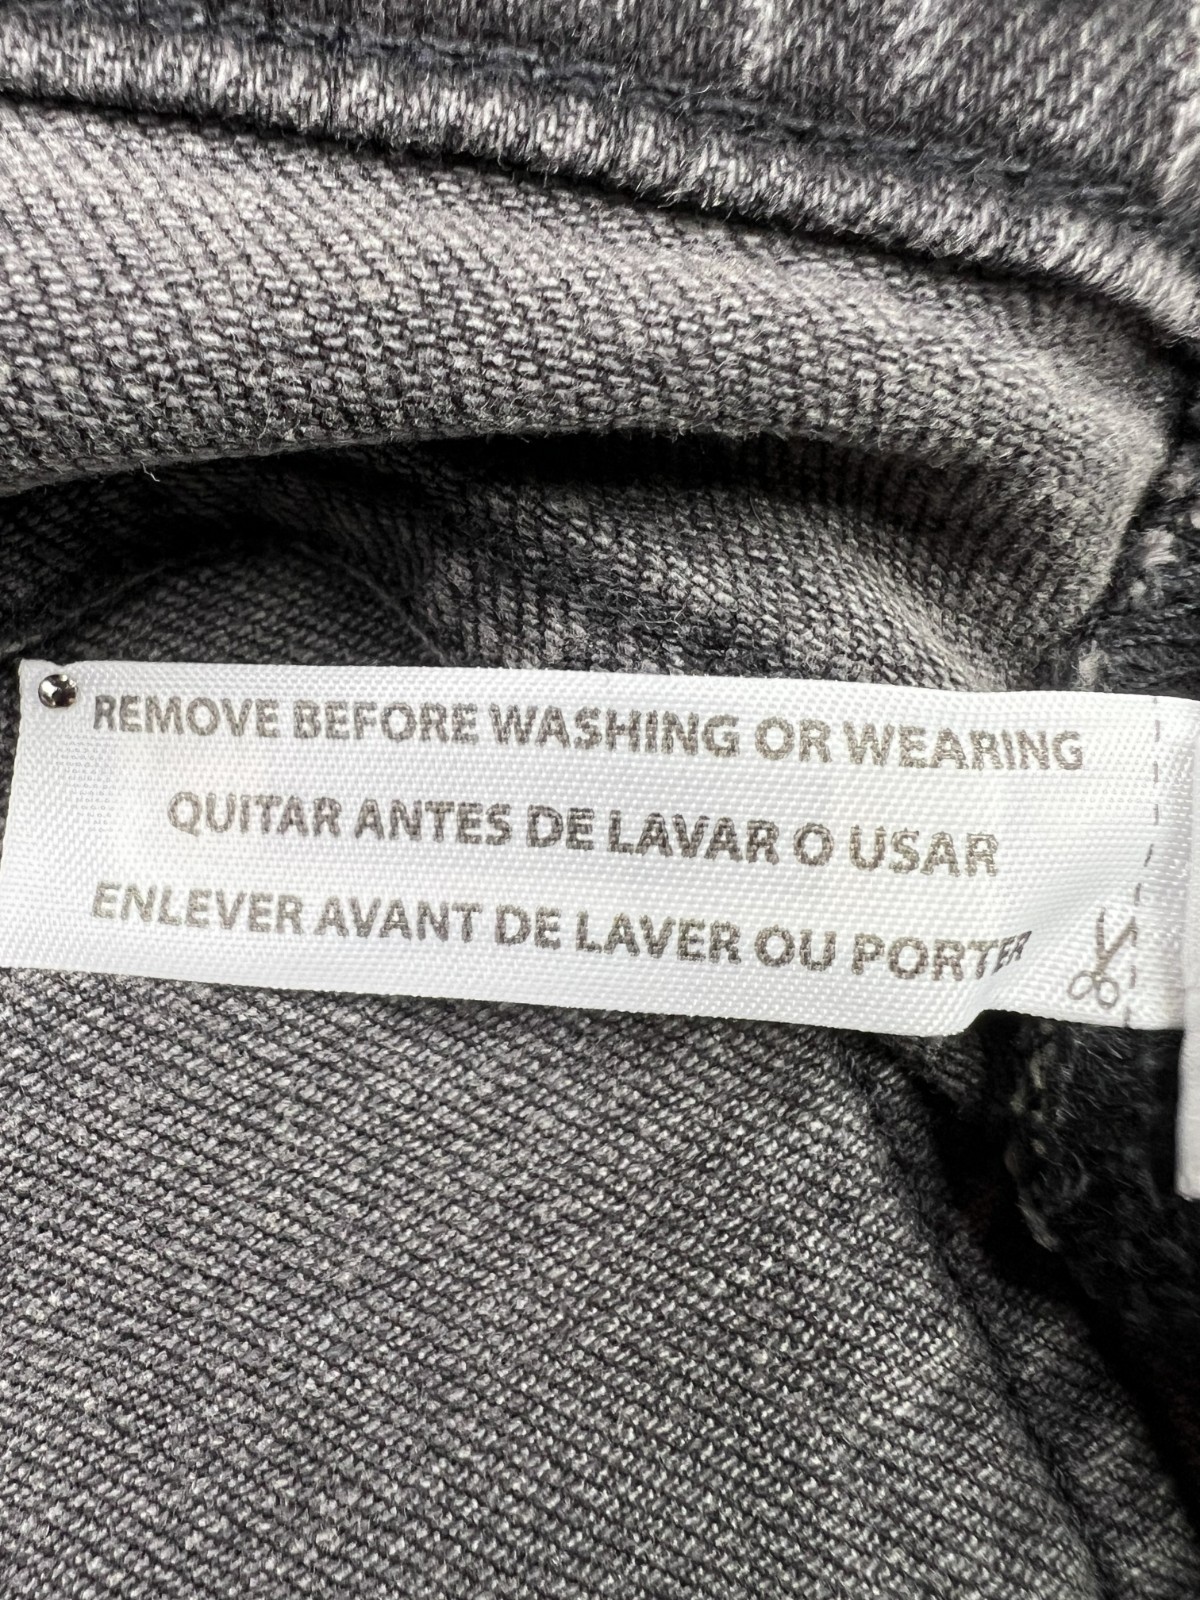 REMOVE BEFORE WASHING OR WEARING
QUITAR ANTES DE LAVAR O USAR
ENLEVER AVANT DE LAVER OU PORTER